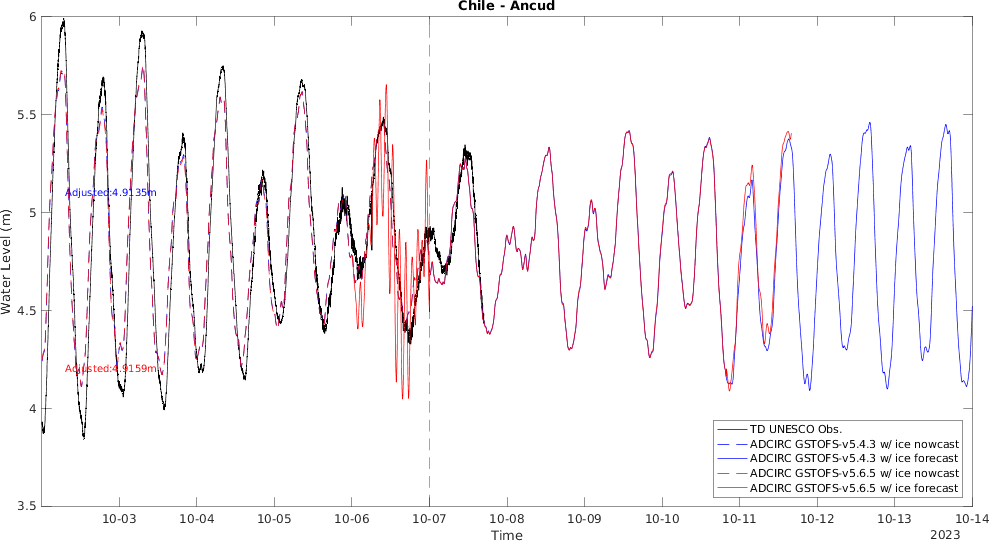 Chile - Ancud
6
5.5
5
4.5
4
3.5
Water Level (m)
Adjusted:4.9135m
Adjusted:4.9159m
TD UNESCO Obs.
ADCIRC GSTOFS-v5.4.3 w/ ice nowcast
ADCIRC GSTOFS-v5.4.3 w/ ice forecast
ADCIRC GSTOFS-v5.6.5 w/ ice nowcast
ADCIRC GSTOFS-v5.6.5 w/ ice forecast
10-03 10-04 10-05 10-06 10-07 10-08 10-09 10-10 10-11 10-12 10-13 10-14
Time
2023